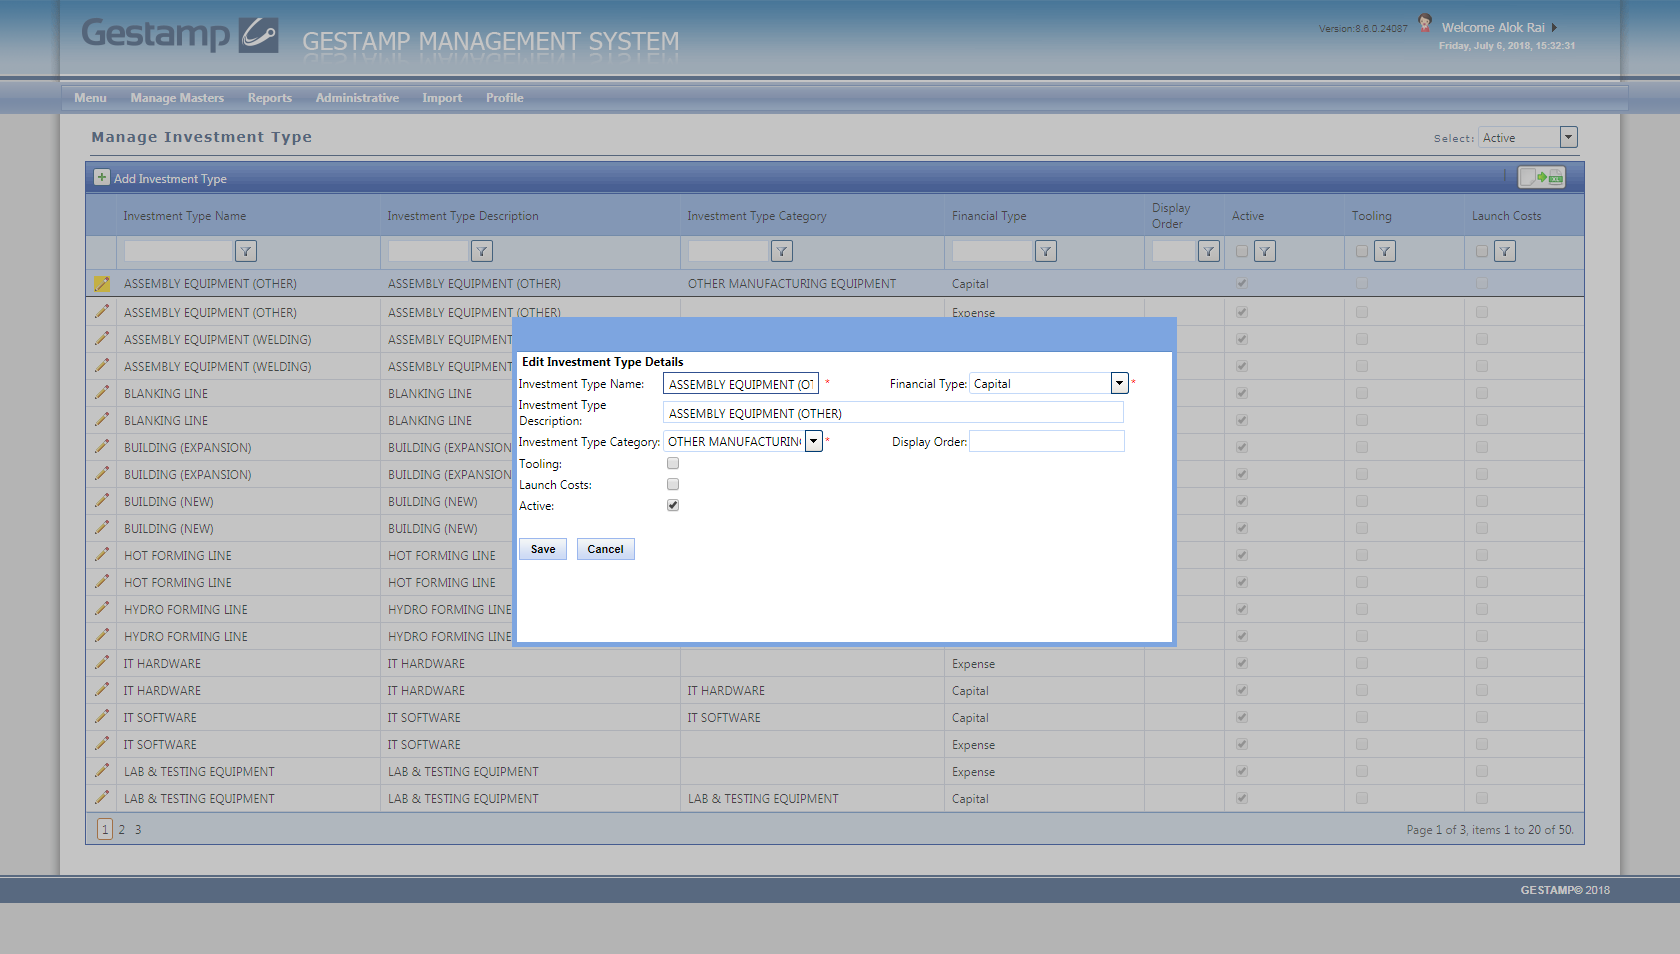 Gestamp
GESTAMP MANAGEMENT SYSTEM
Version:8.6.0.24087
Welcome Alok Rai
Friday, July 6, 2018, 15:32:31
Menu Manage Masters Reports Administrative Import Profile
Manage Investment Type
Select: Active
Add Investment Type
Investment Type Name Investment Type Description Investment Type Category Financial Type Display Order Active Tooling Launch Costs
ASSEMBLY EQUIPMENT (OTHER) ASSEMBLY EQUIPMENT (OTHER) OTHER MANUFACTURING EQUIPMENT Capital
ASSEMBLY EQUIPMENT (OTHER) ASSEMBLY EQUIPMENT (OTHER) Expense
ASSEMBLY EQUIPMENT (WELDING) ASSEMBLY EQUIPMENT
ASSEMBLY EQUIPMENT (WELDING) ASSEMBLY EQUIPMENT
BLANKING LINE BLANKING LINE
BLANKING LINE BLANKING LINE
BUILDING (EXPANSION) BUILDING (EXPANSION
BUILDING (EXPANSION) BUILDING (EXPANSION
BUILDING (NEW) BUILDING (NEW)
BUILDING (NEW) BUILDING (NEW)
HOT FORMING LINE HOT FORMING LINE
HOT FORMING LINE HOT FORMING LINE
HYDRO FORMING LINE HYDRO FORMING LINE
HYDRO FORMING LINE HYDRO FORMING LINE
IT HARDWARE IT HARDWARE Expense
IT HARDWARE IT HARDWARE IT HARDWARE Capital
IT SOFTWARE IT SOFTWARE IT SOFTWARE Capital
IT SOFTWARE IT SOFTWARE Expense
LAB & TESTING EQUIPMENT LAB & TESTING EQUIPMENT Expense
LAB & TESTING EQUIPMENT LAB & TESTING EQUIPMENT LAB & TESTING EQUIPMENT Capital
Edit Investment Type Details
Investment Type Name: ASSEMBLY EQUIPMENT (OT * Financial Type: Capital *
Investment Type Description: ASSEMBLY EQUIPMENT (OTHER)
Investment Type Category: OTHER MANUFACTURING * Display Order:
Tooling:
Launch Costs:
Active:
Save Cancel
1 2 3
Page 1 of 3, items 1 to 20 of 50.
GESTAMP© 2018